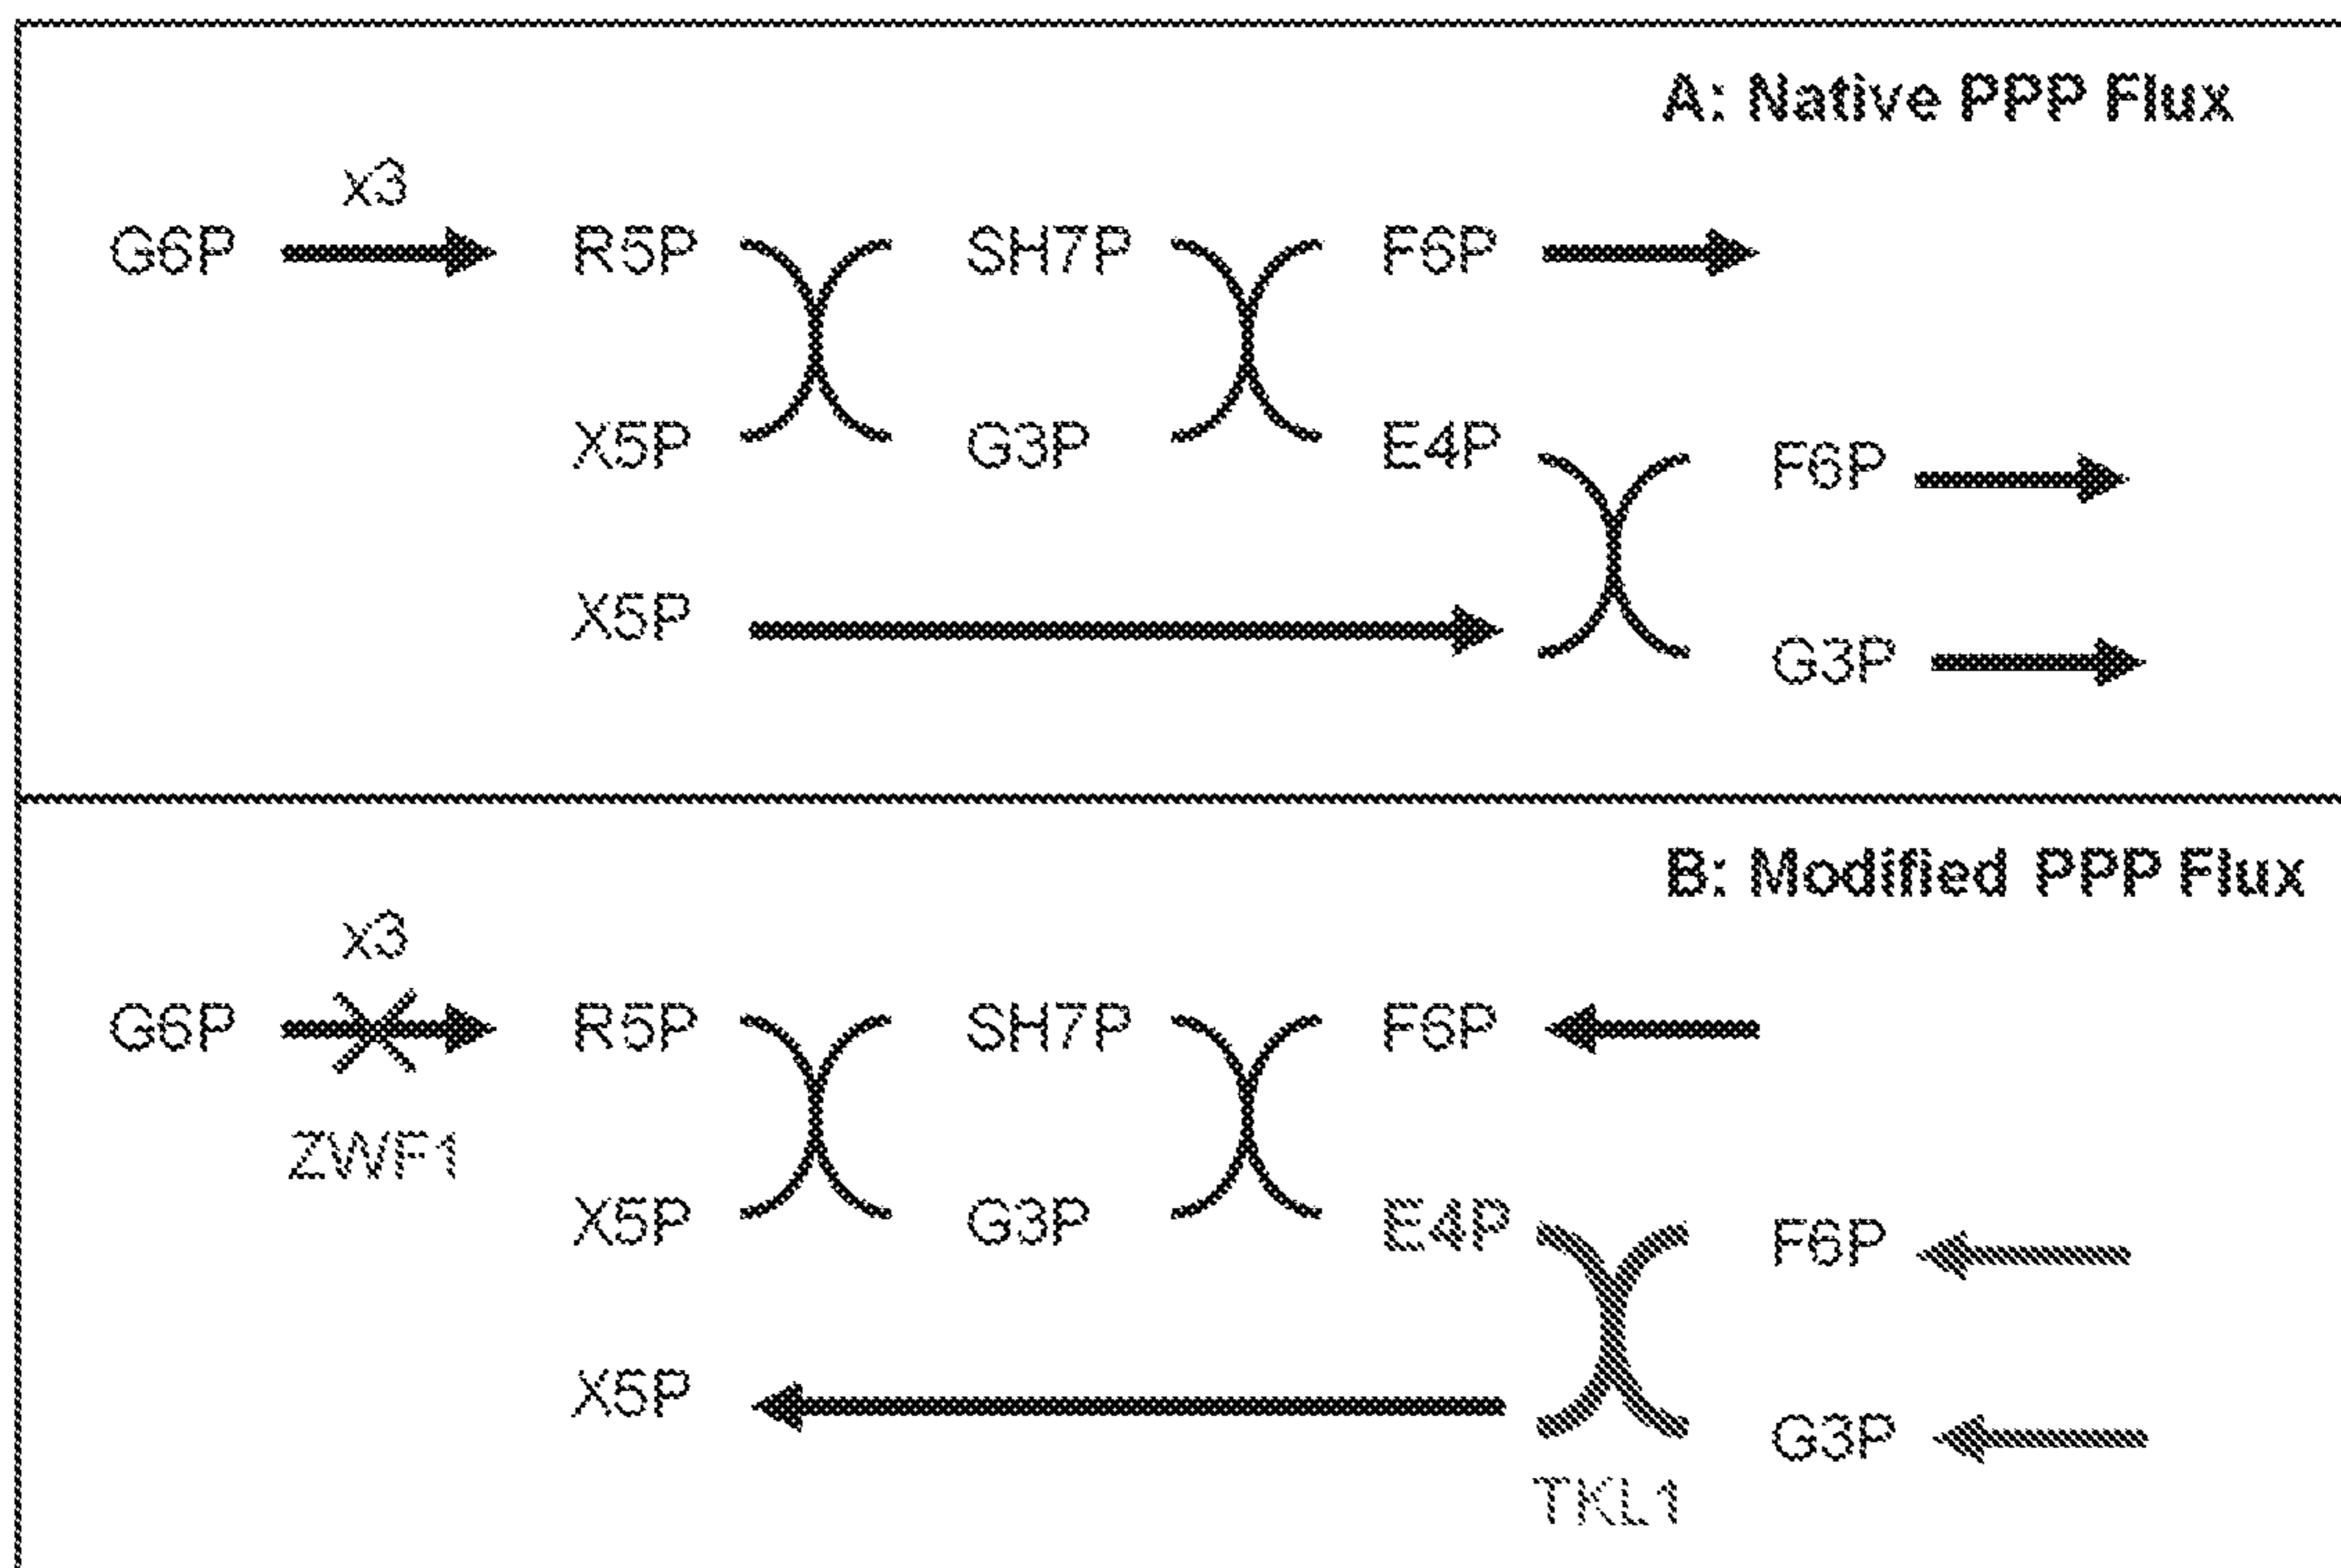 A: Native PPP Flux
x3
G6P R5P SH7P F6P
X5P G3P E4P F6P
X5P G3P
B: Modified PPP Flux
x3
G6P R5P SH7P F6P
ZWF1
X5P G3P E4P F6P
X5P G3P
TKL1